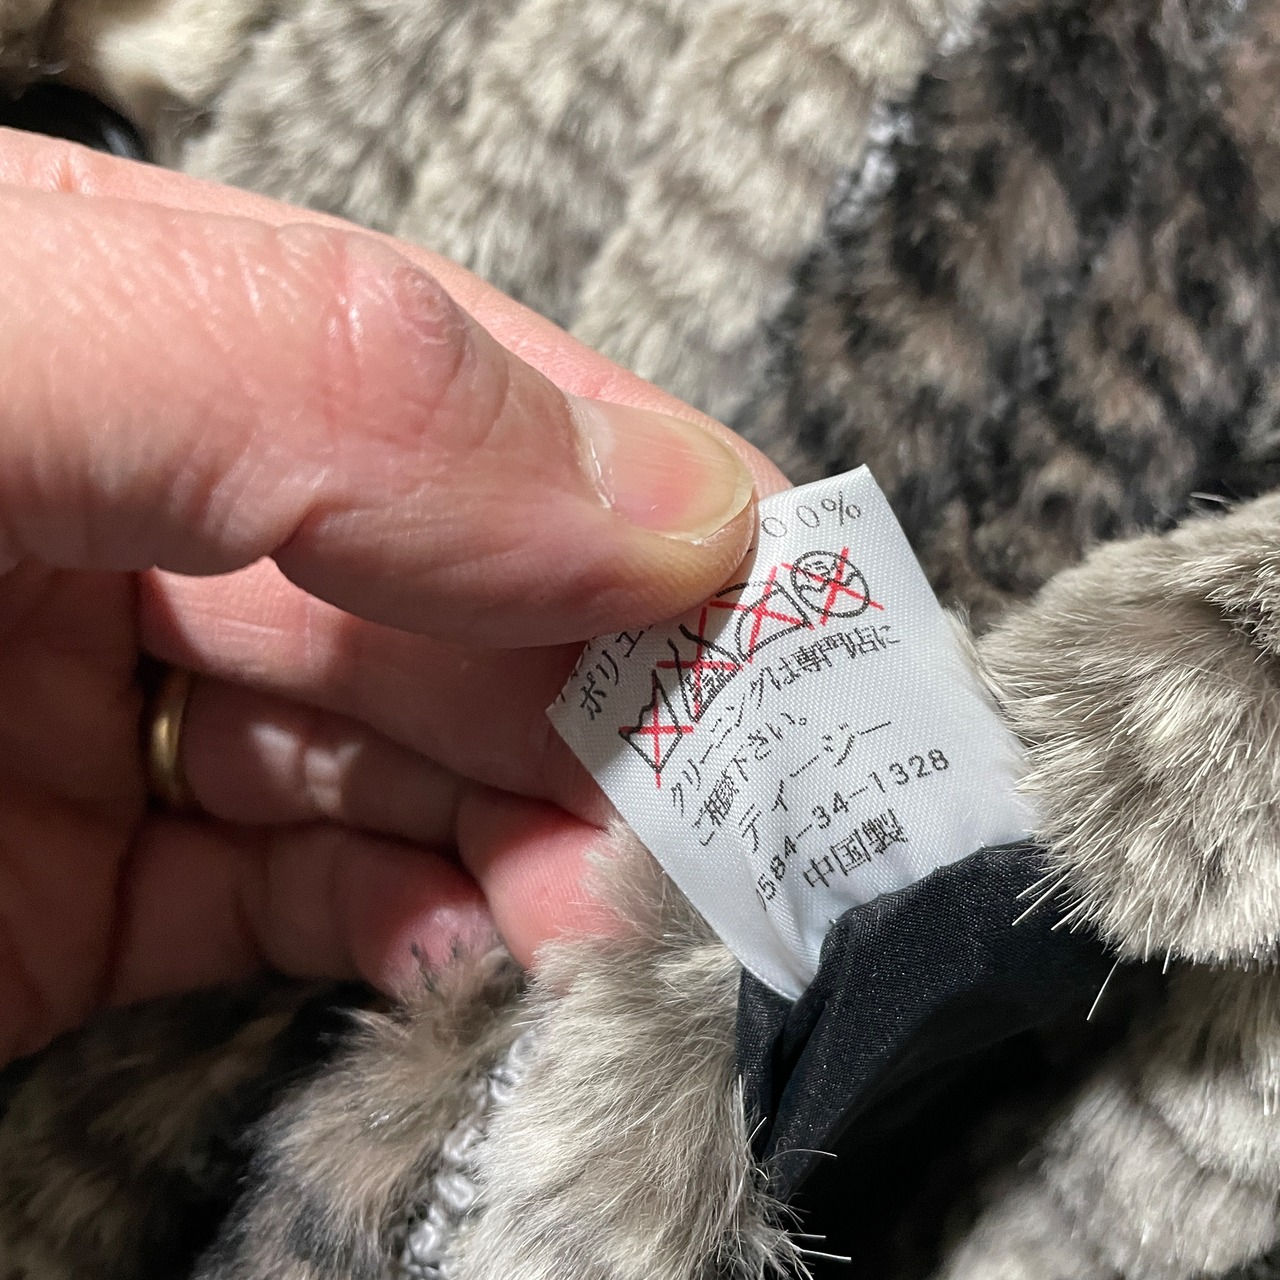 ポリエ 00%
クリーニングは専門店に
ご相談下さい。
ティージー
0584-34-1328
中国製